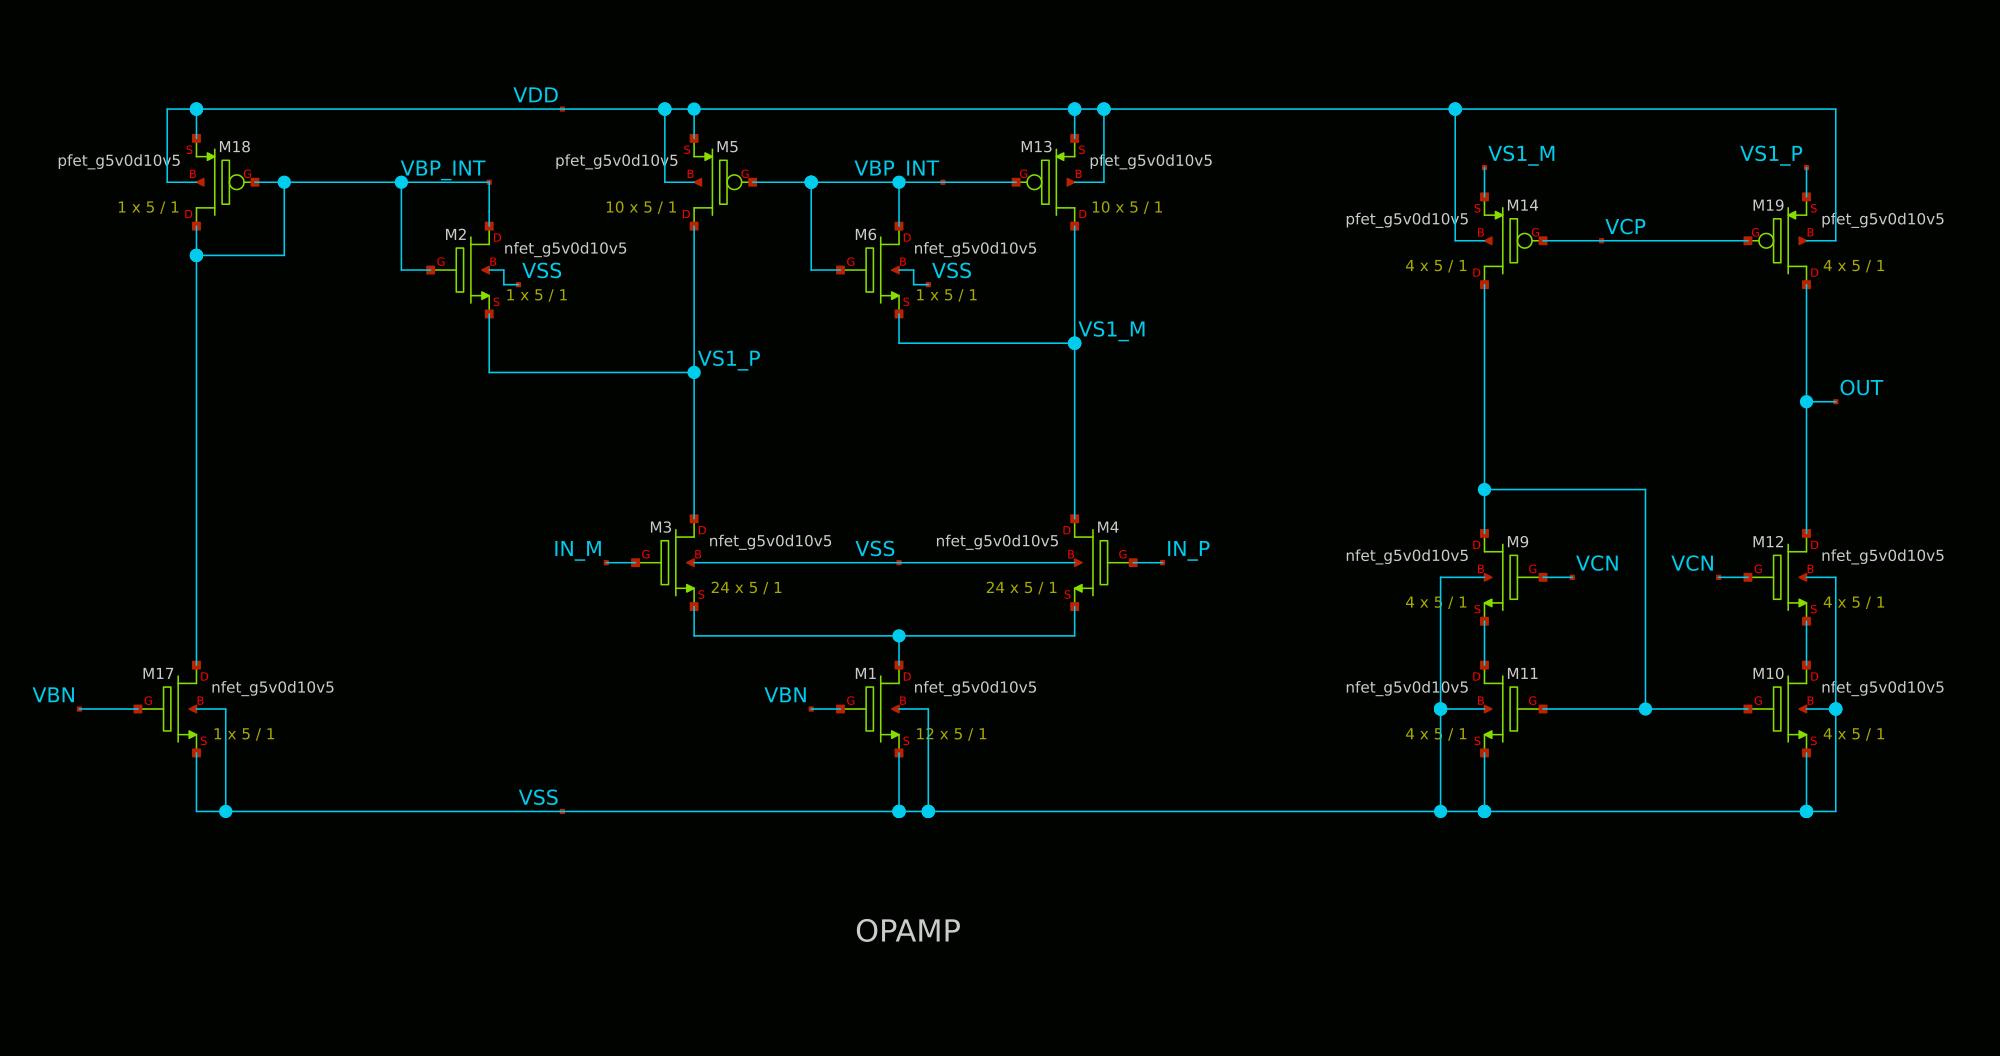 VDD
M18
pfet_g5v0d10v5
S
B
G
D
1 x 5 / 1
VBP_INT
M2
nfet_g5v0d10v5
D
G
B
S
VSS
1 x 5 / 1
M5
pfet_g5v0d10v5
S
B
G
D
10 x 5 / 1
VBP_INT
M6
nfet_g5v0d10v5
D
G
B
S
VSS
1 x 5 / 1
M13
pfet_g5v0d10v5
S
G
B
D
10 x 5 / 1
VS1_M
M14
pfet_g5v0d10v5
S
B
G
D
4 x 5 / 1
VCP
VS1_P
M19
pfet_g5v0d10v5
S
G
B
D
4 x 5 / 1
VS1_M
VS1_P
OUT
IN_M
M3
nfet_g5v0d10v5
D
G
B
S
24 x 5 / 1
VSS
M4
nfet_g5v0d10v5
D
B
G
S
24 x 5 / 1
IN_P
M9
nfet_g5v0d10v5
D
B
G
S
4 x 5 / 1
VCN
VCN
M12
nfet_g5v0d10v5
D
G
B
S
4 x 5 / 1
VBN
M17
nfet_g5v0d10v5
D
G
B
S
1 x 5 / 1
VBN
M1
nfet_g5v0d10v5
D
G
B
S
12 x 5 / 1
M11
nfet_g5v0d10v5
D
B
G
S
4 x 5 / 1
M10
nfet_g5v0d10v5
D
G
B
S
4 x 5 / 1
VSS
OPAMP